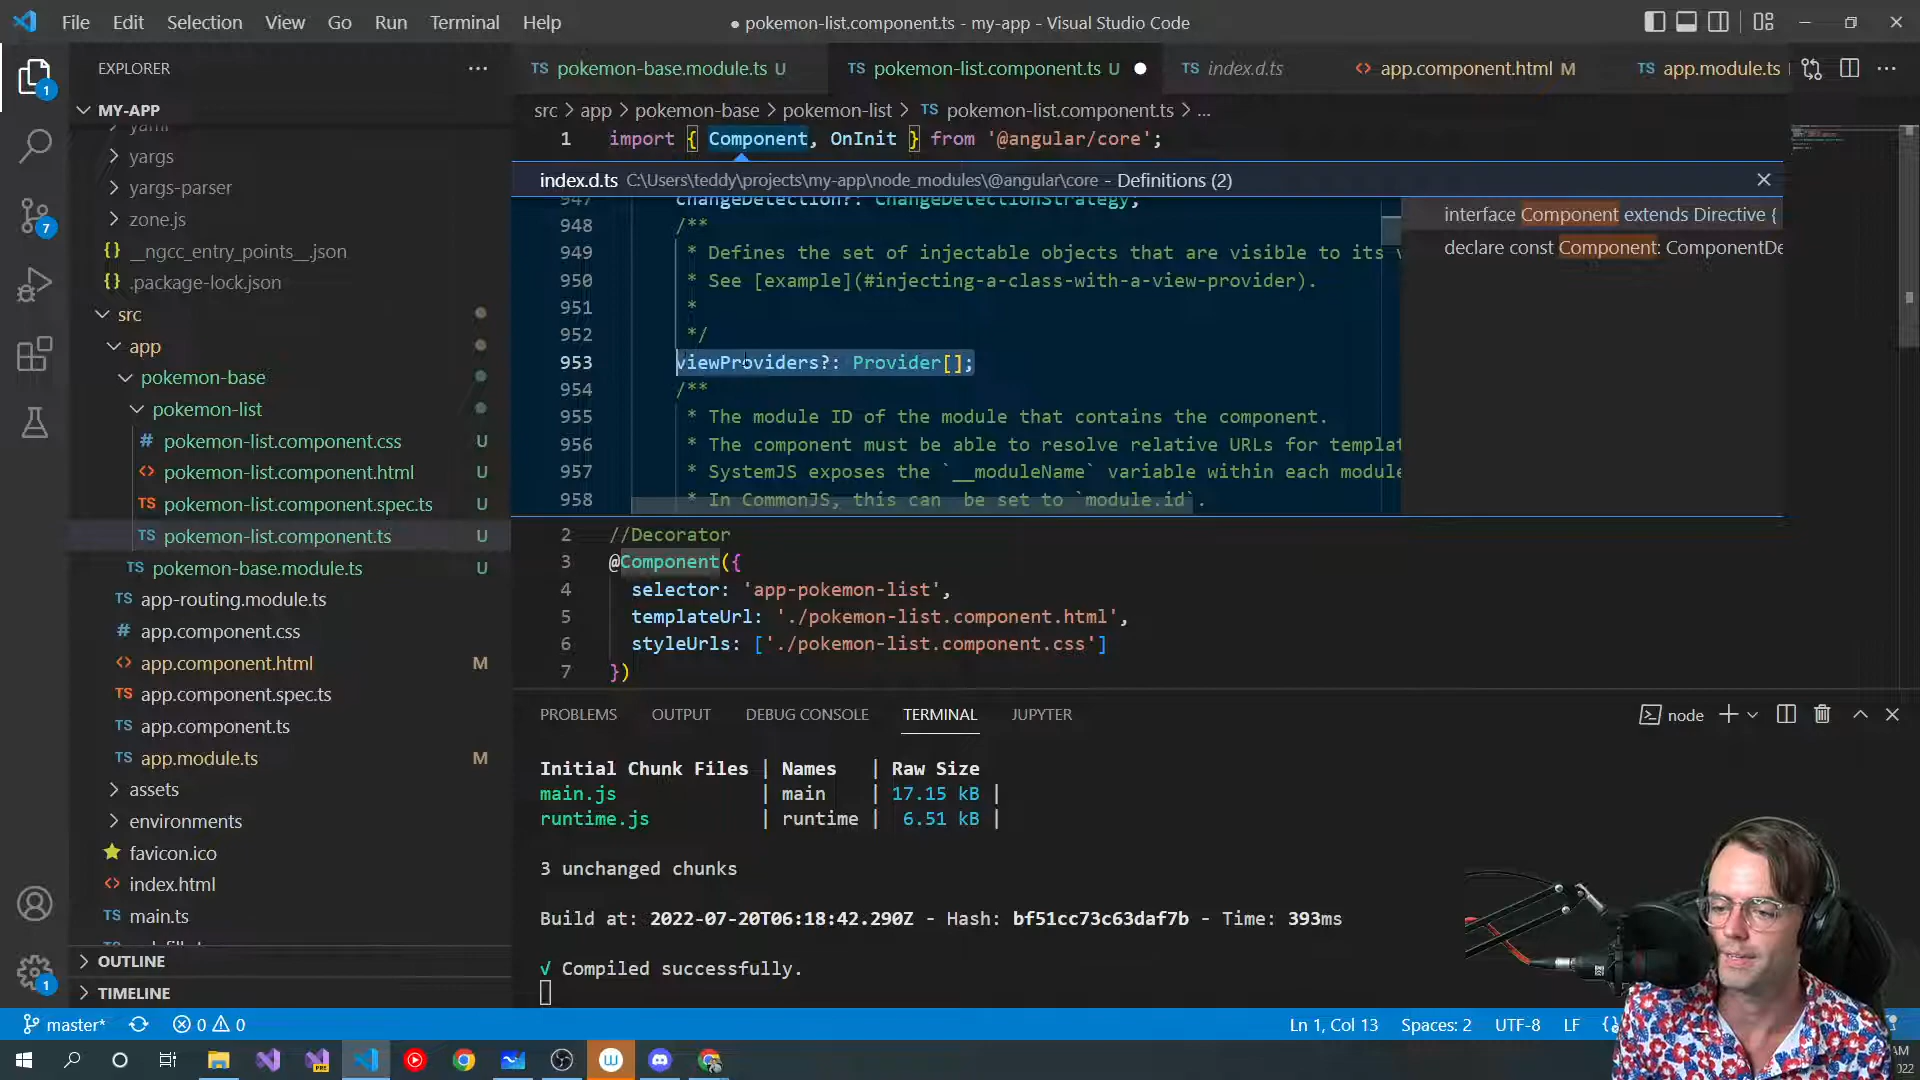 File Edit Selection View Go Run Terminal Help
● pokemon-list.component.ts - my-app - Visual Studio Code
EXPLORER
TS pokemon-base.module.ts U
TS pokemon-list.component.ts U ●
TS index.d.ts
<> app.component.html M
TS app.module.ts
src > app > pokemon-base > pokemon-list > TS pokemon-list.component.ts > ...
MY-APP
yaml
yargs
yargs-parser
zone.js
{} __ngcc_entry_points__.json
{} .package-lock.json
src
app
pokemon-base
pokemon-list
# pokemon-list.component.css U
<> pokemon-list.component.html U
TS pokemon-list.component.spec.ts U
TS pokemon-list.component.ts U
TS pokemon-base.module.ts U
TS app-routing.module.ts
# app.component.css
<> app.component.html M
TS app.component.spec.ts
TS app.component.ts
TS app.module.ts M
assets
environments
favicon.ico
<> index.html
TS main.ts
OUTLINE
TIMELINE
1 import { Component, OnInit } from '@angular/core';
index.d.ts C:\Users\teddy\projects\my-app\node_modules\@angular\core - Definitions (2)
947 changeDetection?: ChangeDetectionStrategy;
948 /**
949 * Defines the set of injectable objects that are visible to its
950 * See [example](#injecting-a-class-with-a-view-provider).
951 *
952 */
953 viewProviders?: Provider[];
954 /**
955 * The module ID of the module that contains the component.
956 * The component must be able to resolve relative URLs for templat
957 * SystemJS exposes the `__moduleName` variable within each module
958 * In CommonJS, this can  be set to `module.id`.
interface Component extends Directive {
declare const Component: ComponentDe
2 //Decorator
3 @Component({
4 selector: 'app-pokemon-list',
5 templateUrl: './pokemon-list.component.html',
6 styleUrls: ['./pokemon-list.component.css']
7 })
PROBLEMS OUTPUT DEBUG CONSOLE TERMINAL JUPYTER
node
Initial Chunk Files | Names | Raw Size
main.js | main | 17.15 kB |
runtime.js | runtime | 6.51 kB |
3 unchanged chunks
Build at: 2022-07-20T06:18:42.290Z - Hash: bf51cc73c63daf7b - Time: 393ms
√ Compiled successfully.
1
7
1
master* 0 0
Ln 1, Col 13 Spaces: 2 UTF-8 LF {}
PRE
W
AM
022